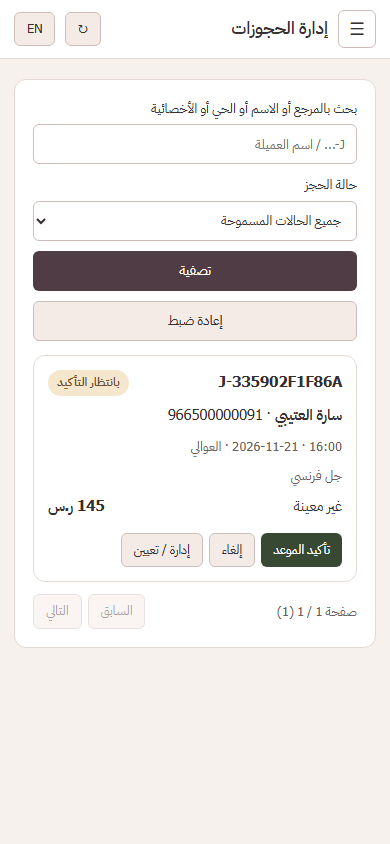 ☰ إدارة الحجوزات ↻ EN
بحث بالمرجع أو الاسم أو الحي أو الأخصائية
J-... / اسم العميلة
حالة الحجز
جميع الحالات المسموحة
تصفية
إعادة ضبط
J-335902F1F86A بانتظار التأكيد
سارة العتيبي · 966500000091
2026-11-21 · 16:00 · العوالي
جل فرنسي
غير معينة 145 ر.س
تأكيد الموعد إلغاء إدارة / تعيين
صفحة 1 / 1 (1) السابق التالي